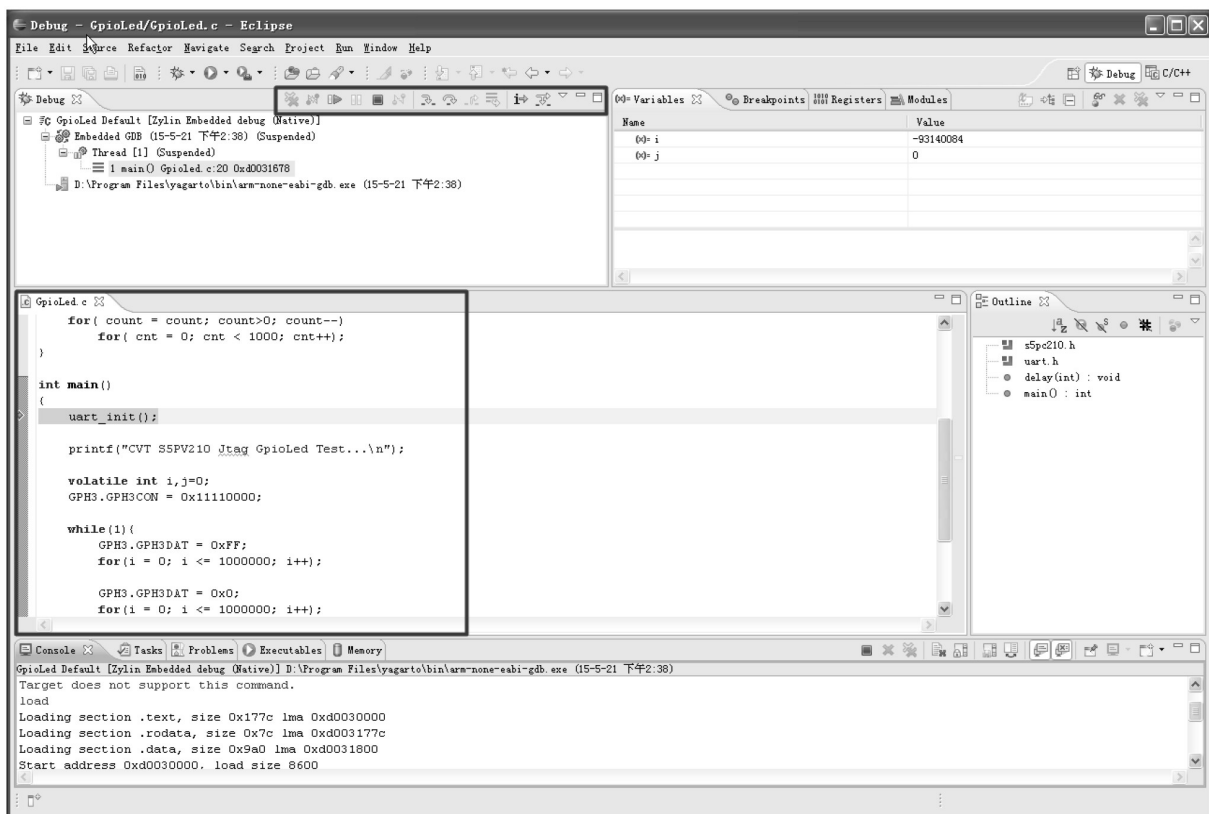 Debug - GpioLed/GpioLed.c - Eclipse
File Edit Source Refactor Navigate Search Project Run Window Help
Debug C/C++
Debug
GpioLed Default [Zylin Embedded debug (Native)]
Embedded GDB (15-5-21 下午2:38) (Suspended)
Thread [1] (Suspended)
1 main() Gpioled.c:20 0xd0031678
D:\Program Files\yagarto\bin\arm-none-eabi-gdb.exe (15-5-21 下午2:38)
(x)= Variables Breakpoints Registers Modules
Name Value
(x)= i -93140084
(x)= j 0
GpioLed.c
for( count = count; count>0; count--)
for( cnt = 0; cnt < 1000; cnt++);
}
int main()
{
uart_init();
printf("CVT S5PV210 Jtag GpioLed Test...\n");
volatile int i,j=0;
GPH3.GPH3CON = 0x11110000;
while(1){
GPH3.GPH3DAT = 0xFF;
for(i = 0; i <= 1000000; i++);
GPH3.GPH3DAT = 0x0;
for(i = 0; i <= 1000000; i++);
Outline
s5pc210.h
uart.h
delay(int) : void
main() : int
Console Tasks Problems Executables Memory
GpioLed Default [Zylin Embedded debug (Native)] D:\Program Files\yagarto\bin\arm-none-eabi-gdb.exe (15-5-21 下午2:38)
Target does not support this command.
load
Loading section .text, size 0x177c lma 0xd0030000
Loading section .rodata, size 0x7c lma 0xd003177c
Loading section .data, size 0x9a0 lma 0xd0031800
Start address 0xd0030000, load size 8600